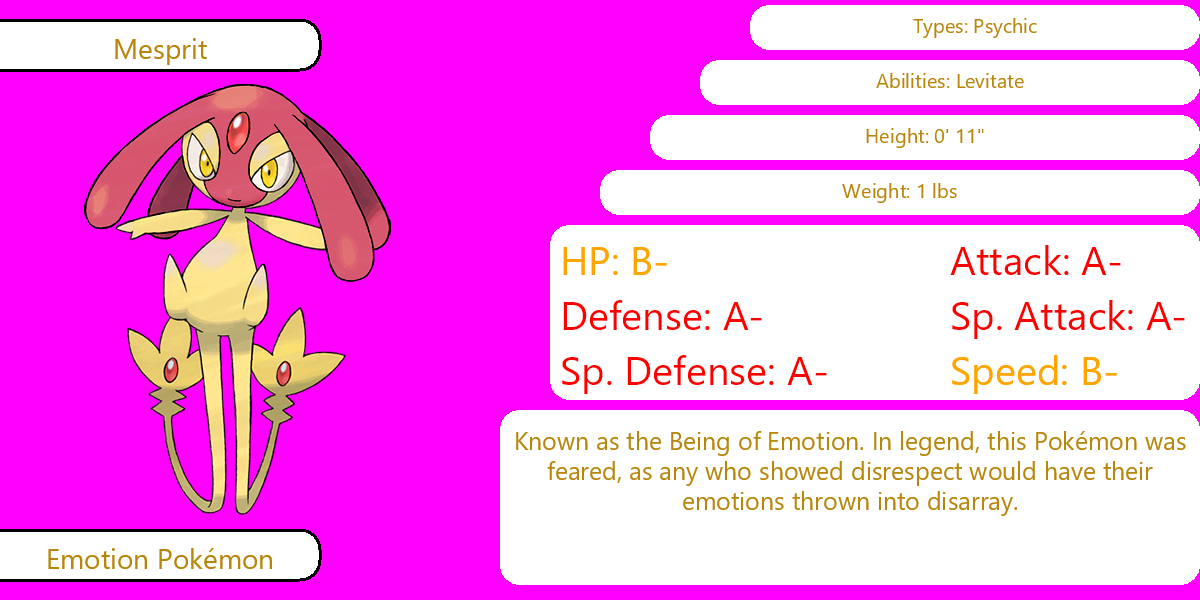 Mesprit
Types: Psychic
Abilities: Levitate
Height: 0' 11"
Weight: 1 lbs
HP: B-
Attack: A-
Defense: A-
Sp. Attack: A-
Sp. Defense: A-
Speed: B-
Known as the Being of Emotion. In legend, this Pokémon was
feared, as any who showed disrespect would have their
emotions thrown into disarray.
Emotion Pokémon